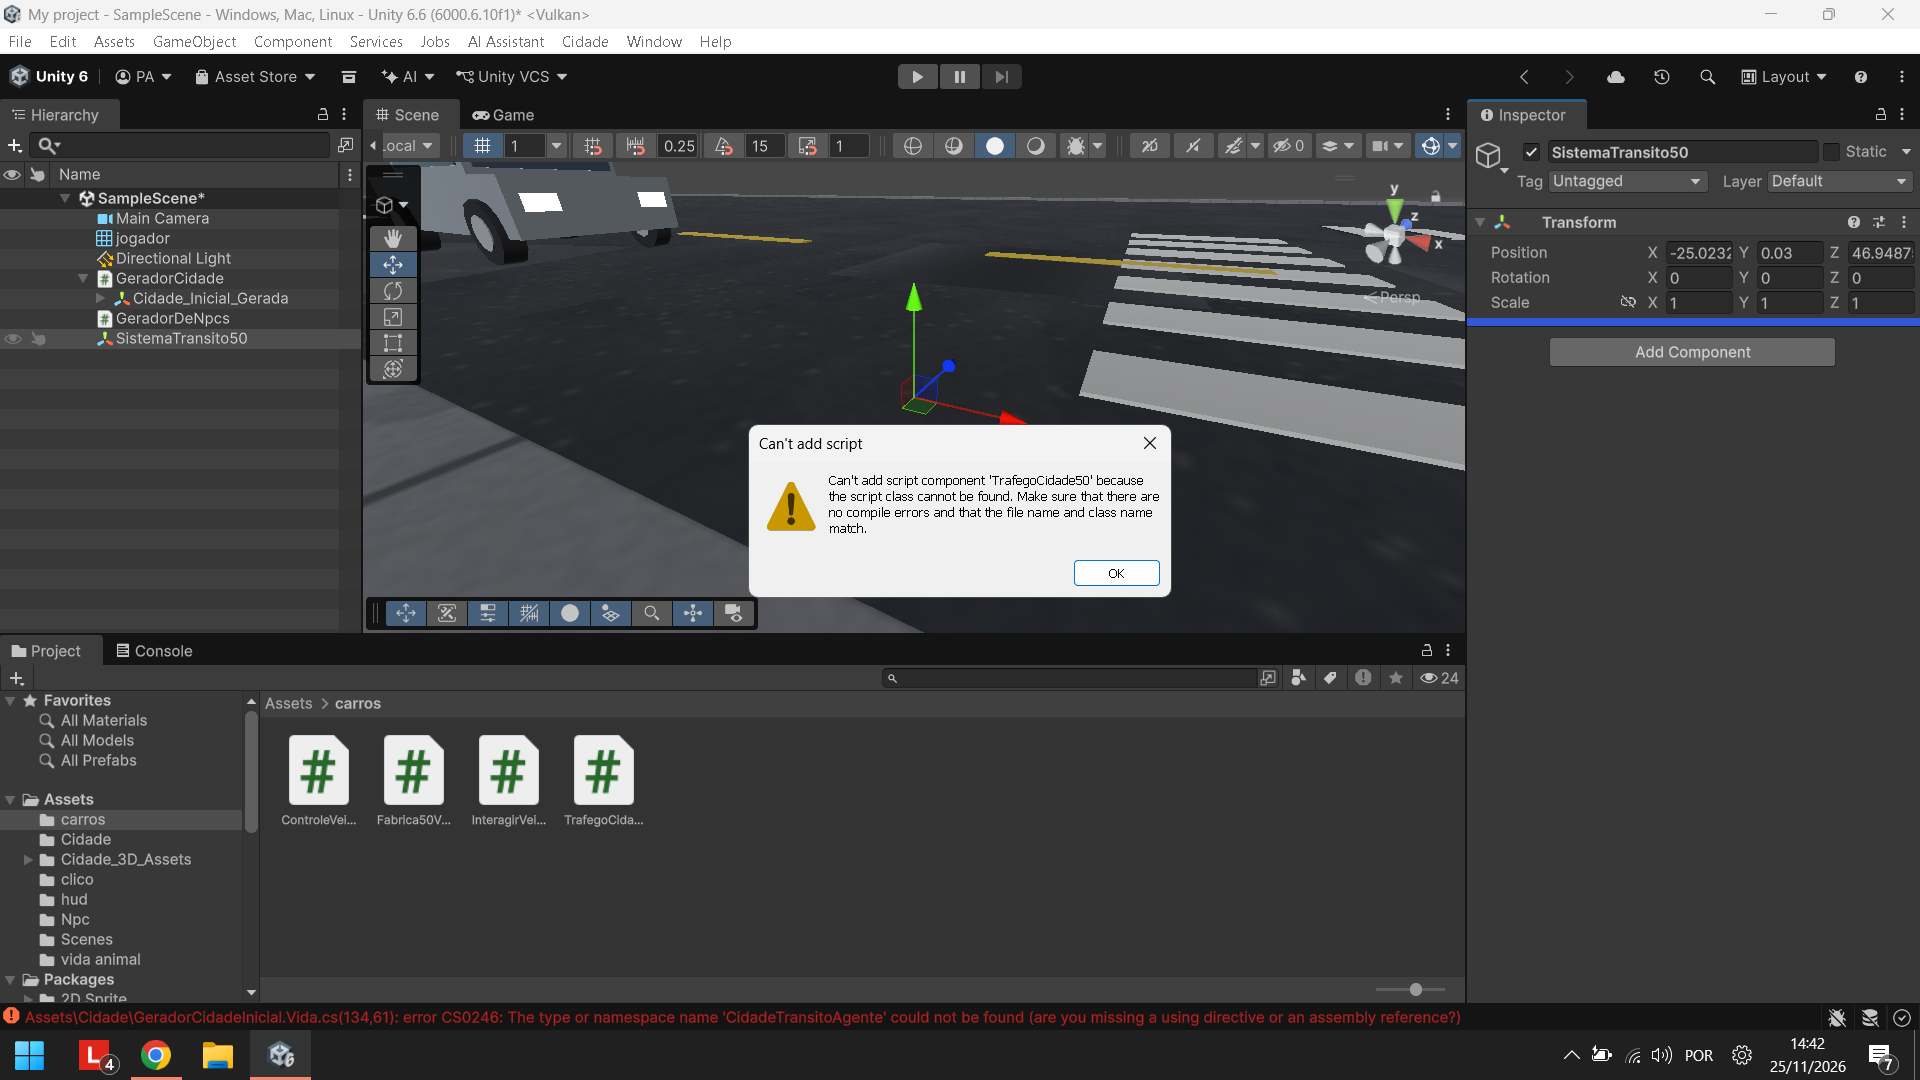 My project - SampleScene - Windows, Mac, Linux - Unity 6.6 (6000.6.10f1)* <Vulkan>
File Edit Assets GameObject Component Services Jobs AI Assistant Cidade Window Help
Unity 6 PA Asset Store AI Unity VCS Layout
Hierarchy
Scene Game
Inspector
Local 1 0.25 15 1 2D 0
Name
SampleScene*
Main Camera
jogador
Directional Light
GeradorCidade
Cidade_Inicial_Gerada
GeradorDeNpcs
SistemaTransito50
y
z
x
Persp
SistemaTransito50 Static
Tag Untagged Layer Default
Transform
Position X -25.0232 Y 0.03 Z 46.9487
Rotation X 0 Y 0 Z 0
Scale X 1 Y 1 Z 1
Add Component
Can't add script
Can't add script component 'TrafegoCidade50' because
the script class cannot be found. Make sure that there are
no compile errors and that the file name and class name
match.
OK
Project Console
24
Favorites
All Materials
All Models
All Prefabs
Assets
carros
Cidade
Cidade_3D_Assets
clico
hud
Npc
Scenes
vida animal
Packages
2D Sprite
Assets > carros
ControleVei... Fabrica50V... InteragirVei... TrafegoCida...
Assets\Cidade\GeradorCidadeInicial.Vida.cs(134,61): error CS0246: The type or namespace name 'CidadeTransitoAgente' could not be found (are you missing a using directive or an assembly reference?)
L 4
6
POR
14:42
25/11/2026
7